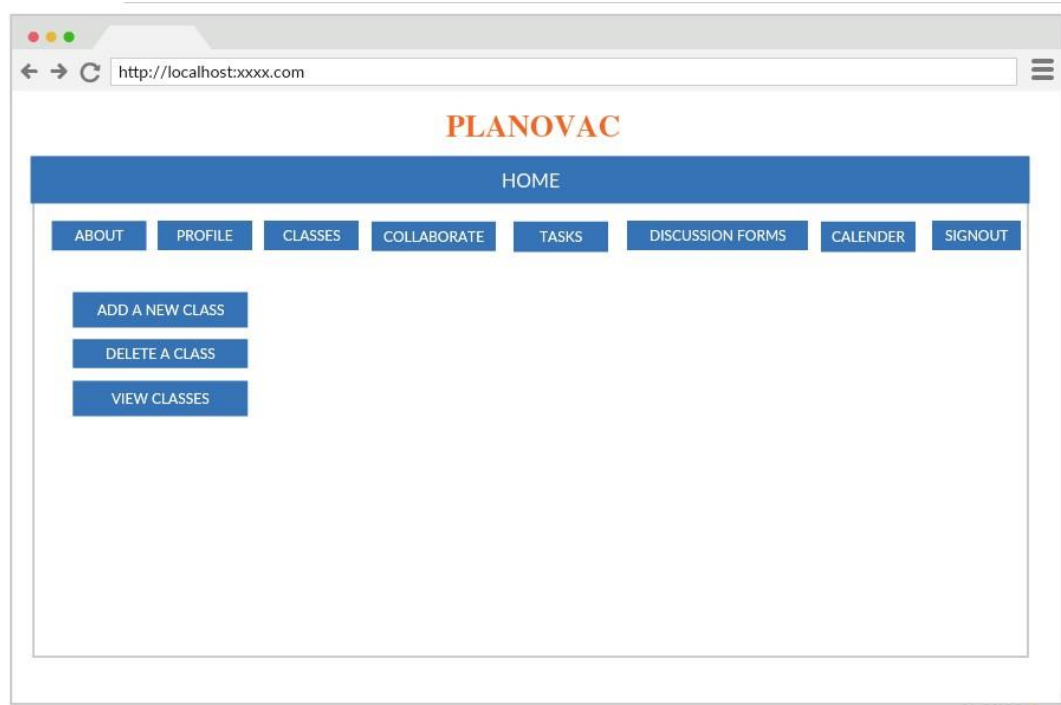 http://localhost:xxxx.com
PLANOVAC
HOME
ABOUT PROFILE CLASSES COLLABORATE TASKS DISCUSSION FORMS CALENDER SIGNOUT
ADD A NEW CLASS
DELETE A CLASS
VIEW CLASSES